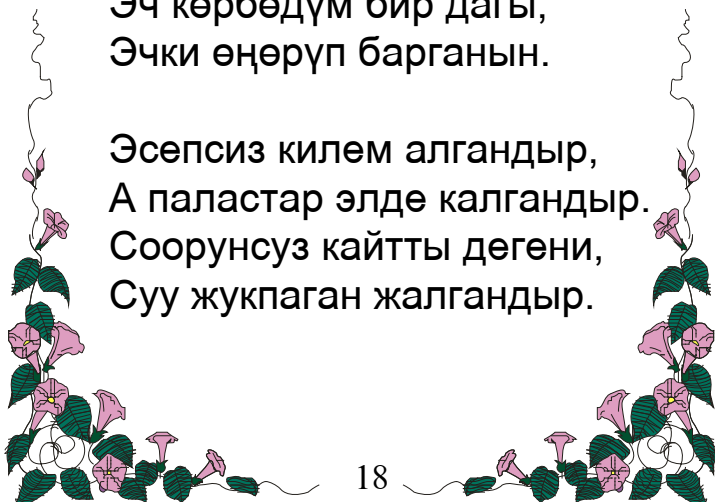 Эч көрбөдүм бир дагы,
Эчки өңөрүп барганын.
Эсепсиз килем алгандыр,
А паластар элде калгандыр.
Соорунсуз кайтты дегени,
Суу жукпаган жалгандыр.
18